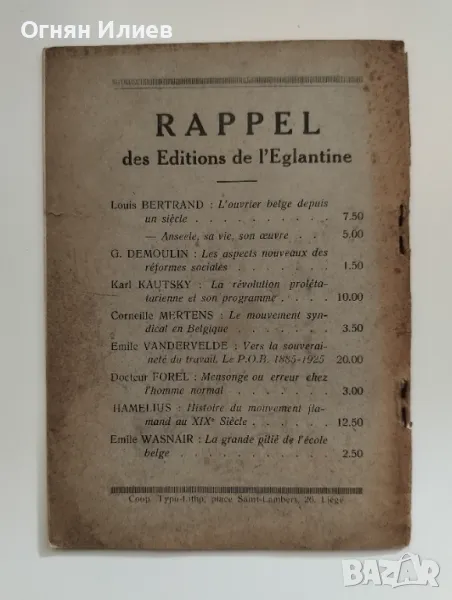 Огнян Илиев
RAPPEL
des Editions de l'Eglantine
Louis BERTRAND : L'ouvrier belge depuis
un siècle . . . . . . . . . . 7.50
— Anseele, sa vie, son œuvre . . 5.00
G. DEMOULIN : Les aspects nouveaux des
réformes sociales . . . . . . . 1.50
Karl KAUTSKY : La révolution proléta-
tarienne et son programme . . . . 10.00
Corneille MERTENS : Le mouvement syn-
dical en Belgique . . . . . . . 3.50
Emile VANDERVELDE : Vers la souverai-
neté du travail. Le P.O.B. 1885-1925 20.00
Docteur FOREL : Mensonge ou erreur chez
l'homme normal . . . . . . . 3.00
HAMELIUS : Histoire du mouvement fla-
mand au XIXe Siècle . . . . . . 12.50
Emile WASNAIR : La grande pitié de l'école
belge . . . . . . . . . . . 2.50
Coop. Typo-Litho, place Saint-Lambert, 26, Liège
BAZAR